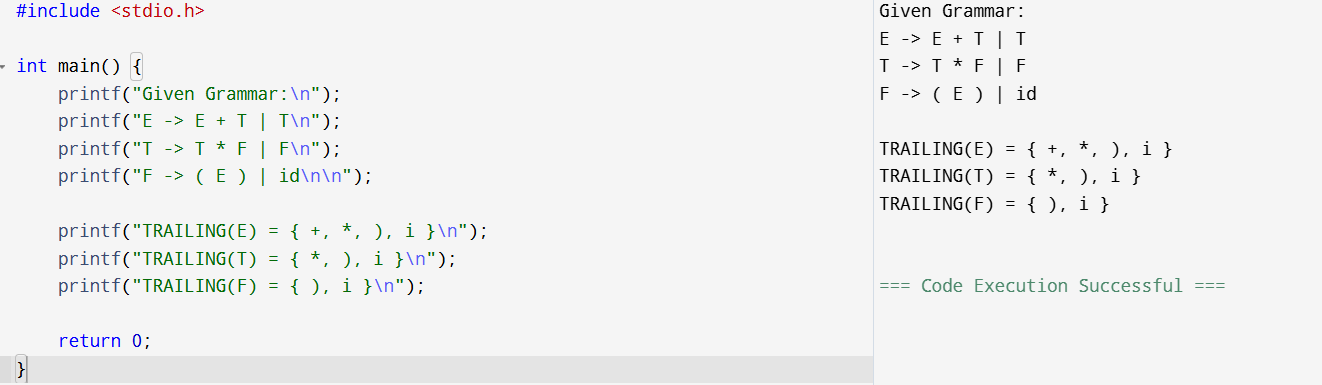 #include <stdio.h>
int main() {
    printf("Given Grammar:\n");
    printf("E -> E + T | T\n");
    printf("T -> T * F | F\n");
    printf("F -> ( E ) | id\n\n");
    printf("TRAILING(E) = { +, *, ), i }\n");
    printf("TRAILING(T) = { *, ), i }\n");
    printf("TRAILING(F) = { ), i }\n");
    return 0;
}
Given Grammar:
E -> E + T | T
T -> T * F | F
F -> ( E ) | id
TRAILING(E) = { +, *, ), i }
TRAILING(T) = { *, ), i }
TRAILING(F) = { ), i }
=== Code Execution Successful ===